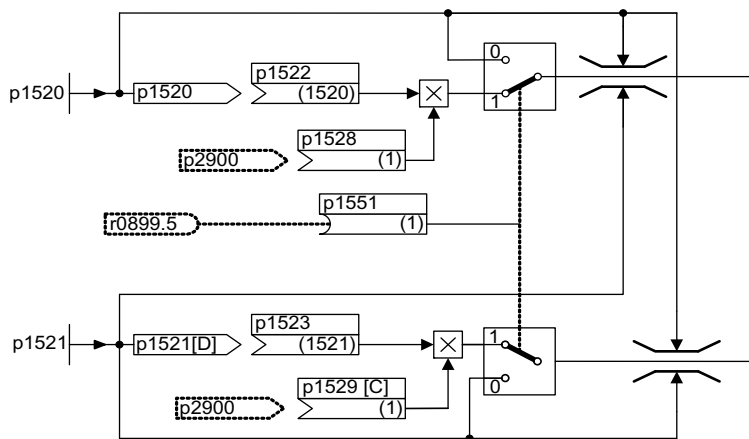 p1522
0
p1520
p1520
(1520)
×
1
p1528
p2900
(1)
p1551
r0899.5
(1)
p1523
1
p1521
p1521[D]
(1521)
×
p1529 [C]
0
p2900
(1)